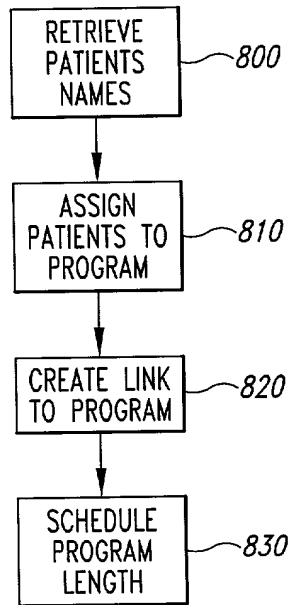 RETRIEVE
PATIENTS
NAMES
800
ASSIGN
PATIENTS TO
PROGRAM
810
CREATE LINK
TO PROGRAM
820
SCHEDULE
PROGRAM
LENGTH
830